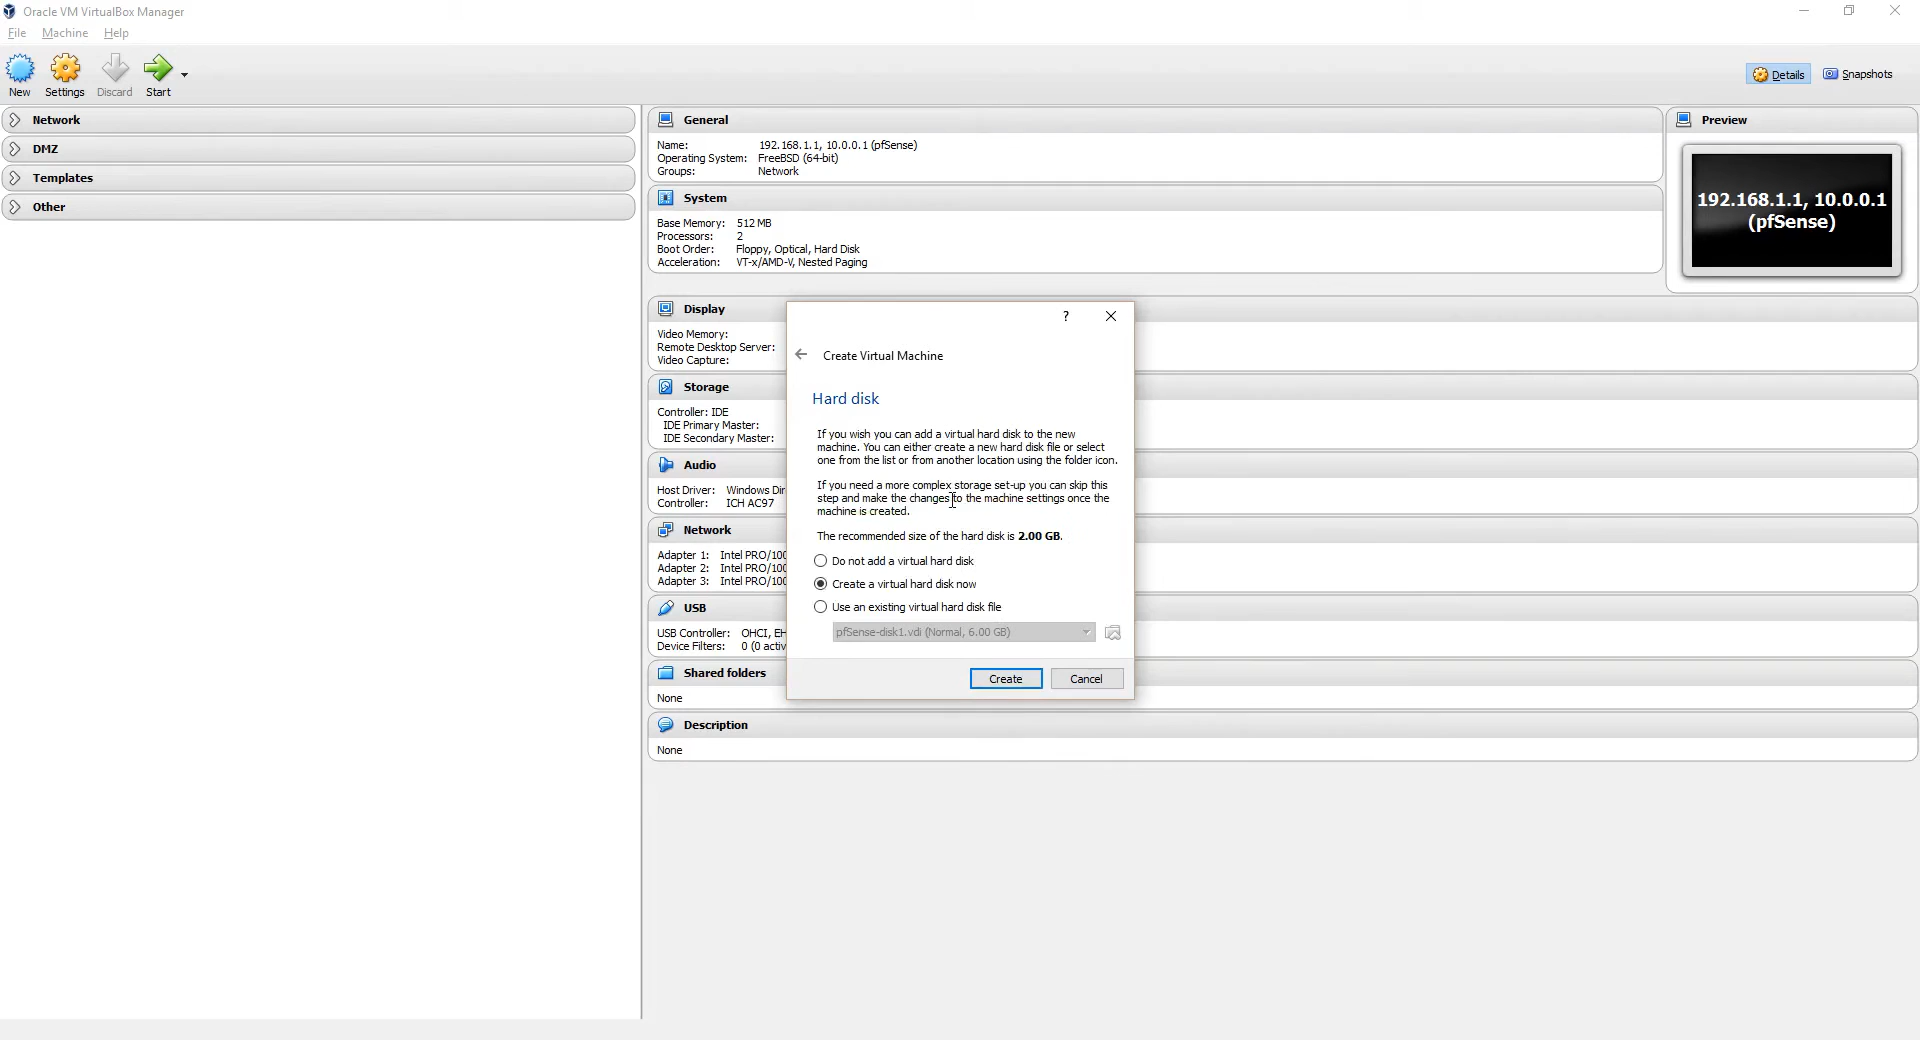 Oracle VM VirtualBox Manager
File Machine Help
New Settings Discard Start
Details Snapshots
Network
DMZ
Templates
Other
General
Name: 192.168.1.1, 10.0.0.1 (pfSense)
Operating System: FreeBSD (64-bit)
Groups: Network
System
Base Memory: 512 MB
Processors: 2
Boot Order: Floppy, Optical, Hard Disk
Acceleration: VT-x/AMD-V, Nested Paging
Preview
192.168.1.1, 10.0.0.1
(pfSense)
Display
Video Memory:
Remote Desktop Server:
Video Capture:
Storage
Controller: IDE
IDE Primary Master:
IDE Secondary Master:
Audio
Host Driver: Windows Dir
Controller: ICH AC97
Network
Adapter 1: Intel PRO/100
Adapter 2: Intel PRO/100
Adapter 3: Intel PRO/100
USB
USB Controller: OHCI, EH
Device Filters: 0 (0 activ
Shared folders
None
Description
None
?
Create Virtual Machine
Hard disk
If you wish you can add a virtual hard disk to the new
machine. You can either create a new hard disk file or select
one from the list or from another location using the folder icon.
If you need a more complex storage set-up you can skip this
step and make the changes to the machine settings once the
machine is created.
The recommended size of the hard disk is 2.00 GB.
Do not add a virtual hard disk
Create a virtual hard disk now
Use an existing virtual hard disk file
pfSense-disk1.vdi (Normal, 6.00 GB)
Create Cancel